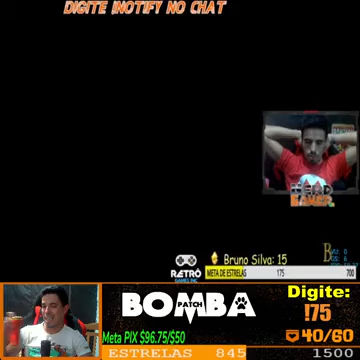 DIGITE !NOTIFY NO CHAT
Bruno Silva: 15
RETRÔ
META DE ESTRELAS 175 700
BOMBA
PATCH
Digite:
!75
40/60
Meta PIX $96.75/$50
ESTRELAS 845 1500